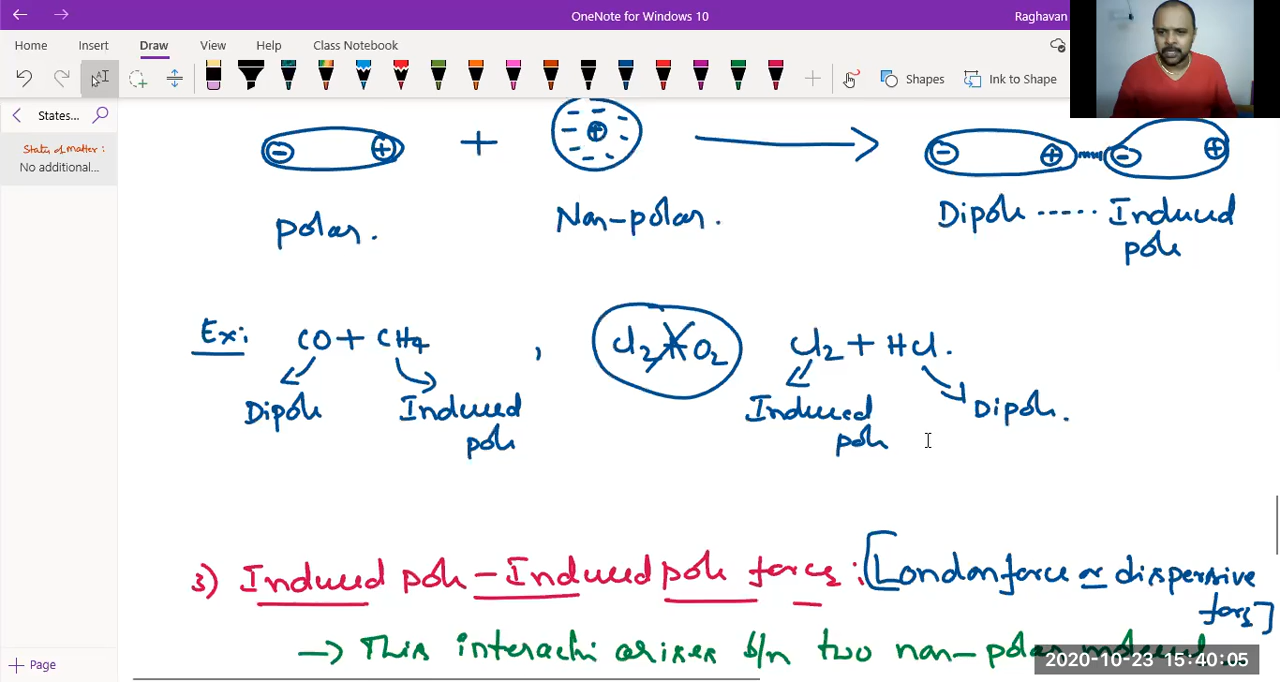 OneNote for Windows 10
Raghavan
Home Insert Draw View Help Class Notebook
Shapes Ink to Shape
States...
States of matter :
No additional...
Polar . + Non-polar . Dipole ----- Induced
pole
Ex: CO + CH4 , Cl2 O2 Cl2 + HCl .
Dipole Induced Induced Dipole .
pole pole
3) Induced pole - Induced pole forces : [London force or dispersive
forces]
→ This interacti arises b/n two non-polar
2020-10-23 15:40:05
+ Page